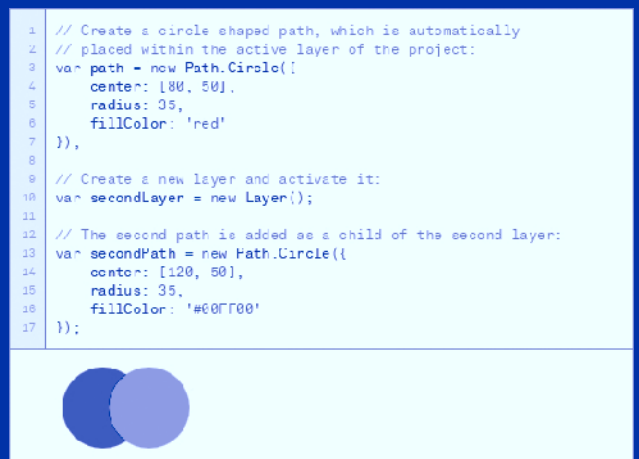 1 // Create a circle shaped path, which is automatically
2 // placed within the active layer of the project:
3 var path = new Path.Circle({
4 center: [80, 50],
5 radius: 35,
6 fillColor: 'red'
7 });
8
9 // Create a new layer and activate it:
10 var secondLayer = new Layer();
11
12 // The second path is added as a child of the second layer:
13 var secondPath = new Path.Circle({
14 center: [120, 50],
15 radius: 35,
16 fillColor: '#00FF00'
17 });